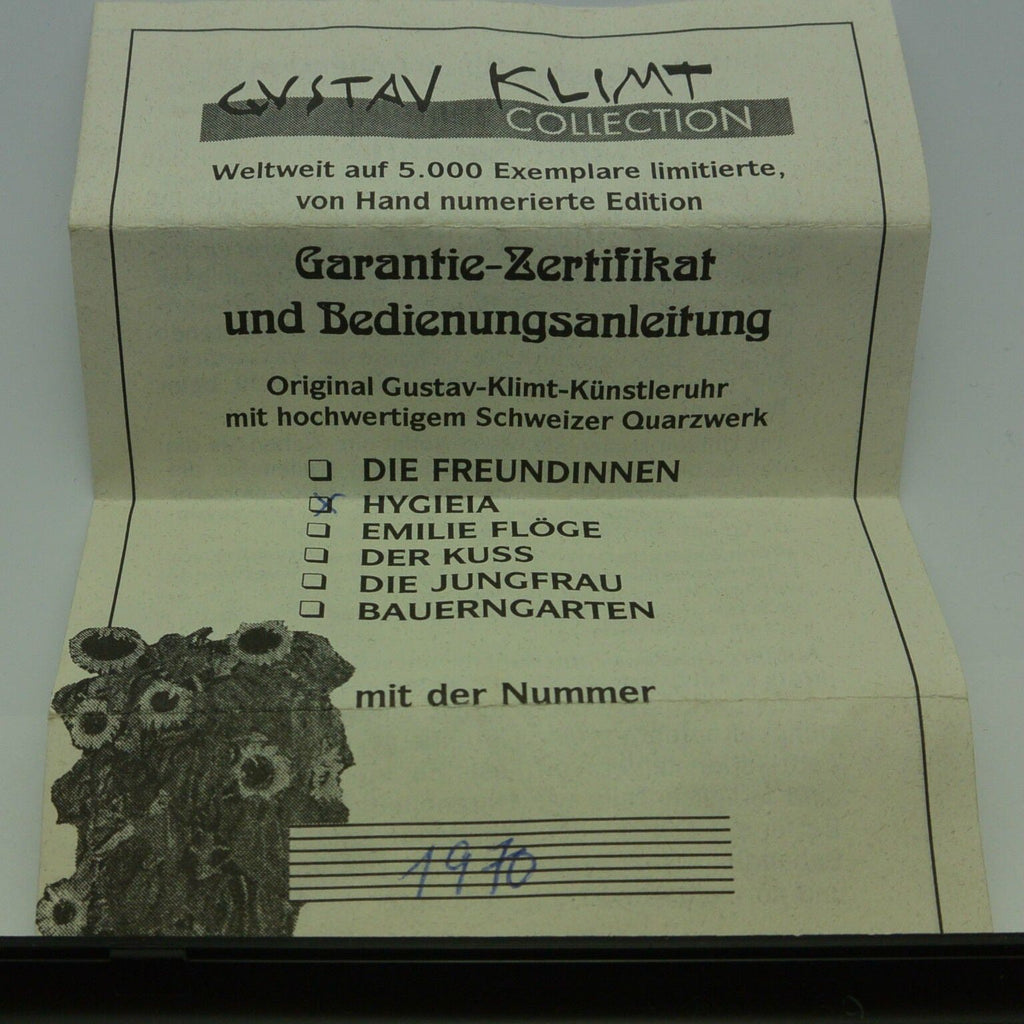 GUSTAV KLIMT
COLLECTION
Weltweit auf 5.000 Exemplare limitierte,
von Hand numerierte Edition
Garantie-Zertifikat
und Bedienungsanleitung
Original Gustav-Klimt-Künstleruhr
mit hochwertigem Schweizer Quarzwerk
DIE FREUNDINNEN
HYGIEIA
EMILIE FLÖGE
DER KUSS
DIE JUNGFRAU
BAUERNGARTEN
mit der Nummer
1970